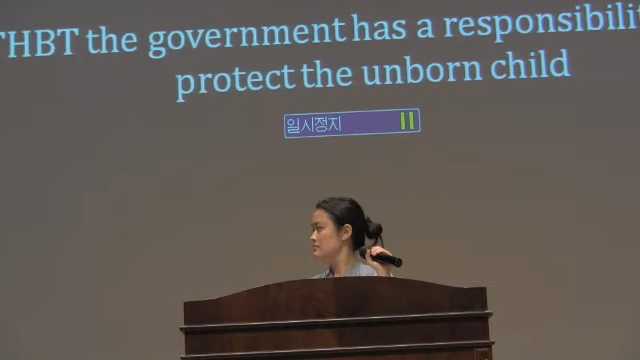 THBT the government has a responsibili
protect the unborn child
일시정지